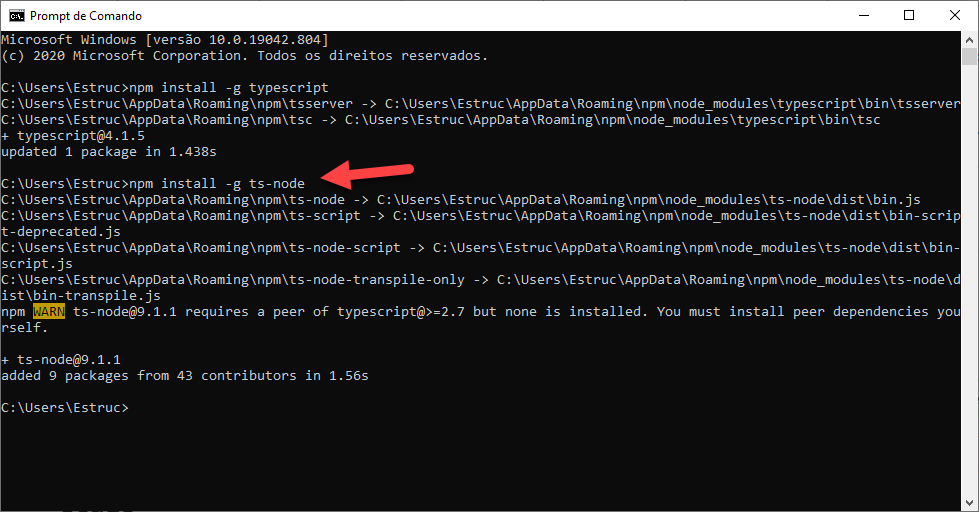 Prompt de Comando
Microsoft Windows [versão 10.0.19042.804]
(c) 2020 Microsoft Corporation. Todos os direitos reservados.
C:\Users\Estruc>npm install -g typescript
C:\Users\Estruc\AppData\Roaming\npm\tsserver -> C:\Users\Estruc\AppData\Roaming\npm\node_modules\typescript\bin\tsserver
C:\Users\Estruc\AppData\Roaming\npm\tsc -> C:\Users\Estruc\AppData\Roaming\npm\node_modules\typescript\bin\tsc
+ typescript@4.1.5
updated 1 package in 1.438s
C:\Users\Estruc>npm install -g ts-node
C:\Users\Estruc\AppData\Roaming\npm\ts-node -> C:\Users\Estruc\AppData\Roaming\npm\node_modules\ts-node\dist\bin.js
C:\Users\Estruc\AppData\Roaming\npm\ts-script -> C:\Users\Estruc\AppData\Roaming\npm\node_modules\ts-node\dist\bin-scrip
t-deprecated.js
C:\Users\Estruc\AppData\Roaming\npm\ts-node-script -> C:\Users\Estruc\AppData\Roaming\npm\node_modules\ts-node\dist\bin-
script.js
C:\Users\Estruc\AppData\Roaming\npm\ts-node-transpile-only -> C:\Users\Estruc\AppData\Roaming\npm\node_modules\ts-node\d
ist\bin-transpile.js
npm WARN ts-node@9.1.1 requires a peer of typescript@>=2.7 but none is installed. You must install peer dependencies you
rself.
+ ts-node@9.1.1
added 9 packages from 43 contributors in 1.56s
C:\Users\Estruc>